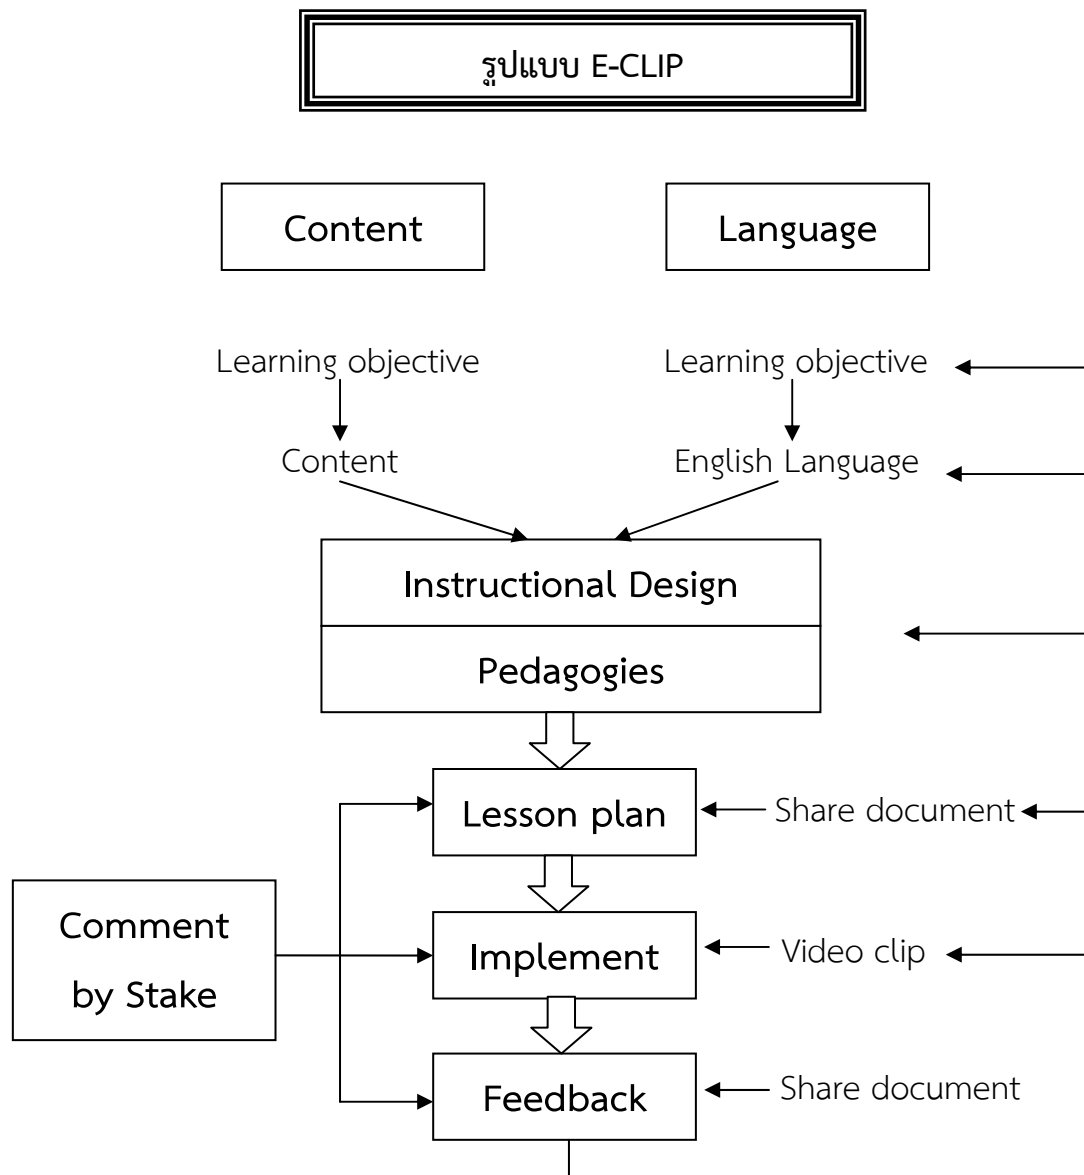 รูปแบบ E-CLIP
Content
Language
Learning objective
Learning objective
Content
English Language
Instructional Design
Pedagogies
Lesson plan
Share document
Comment
by Stake
Implement
Video clip
Feedback
Share document